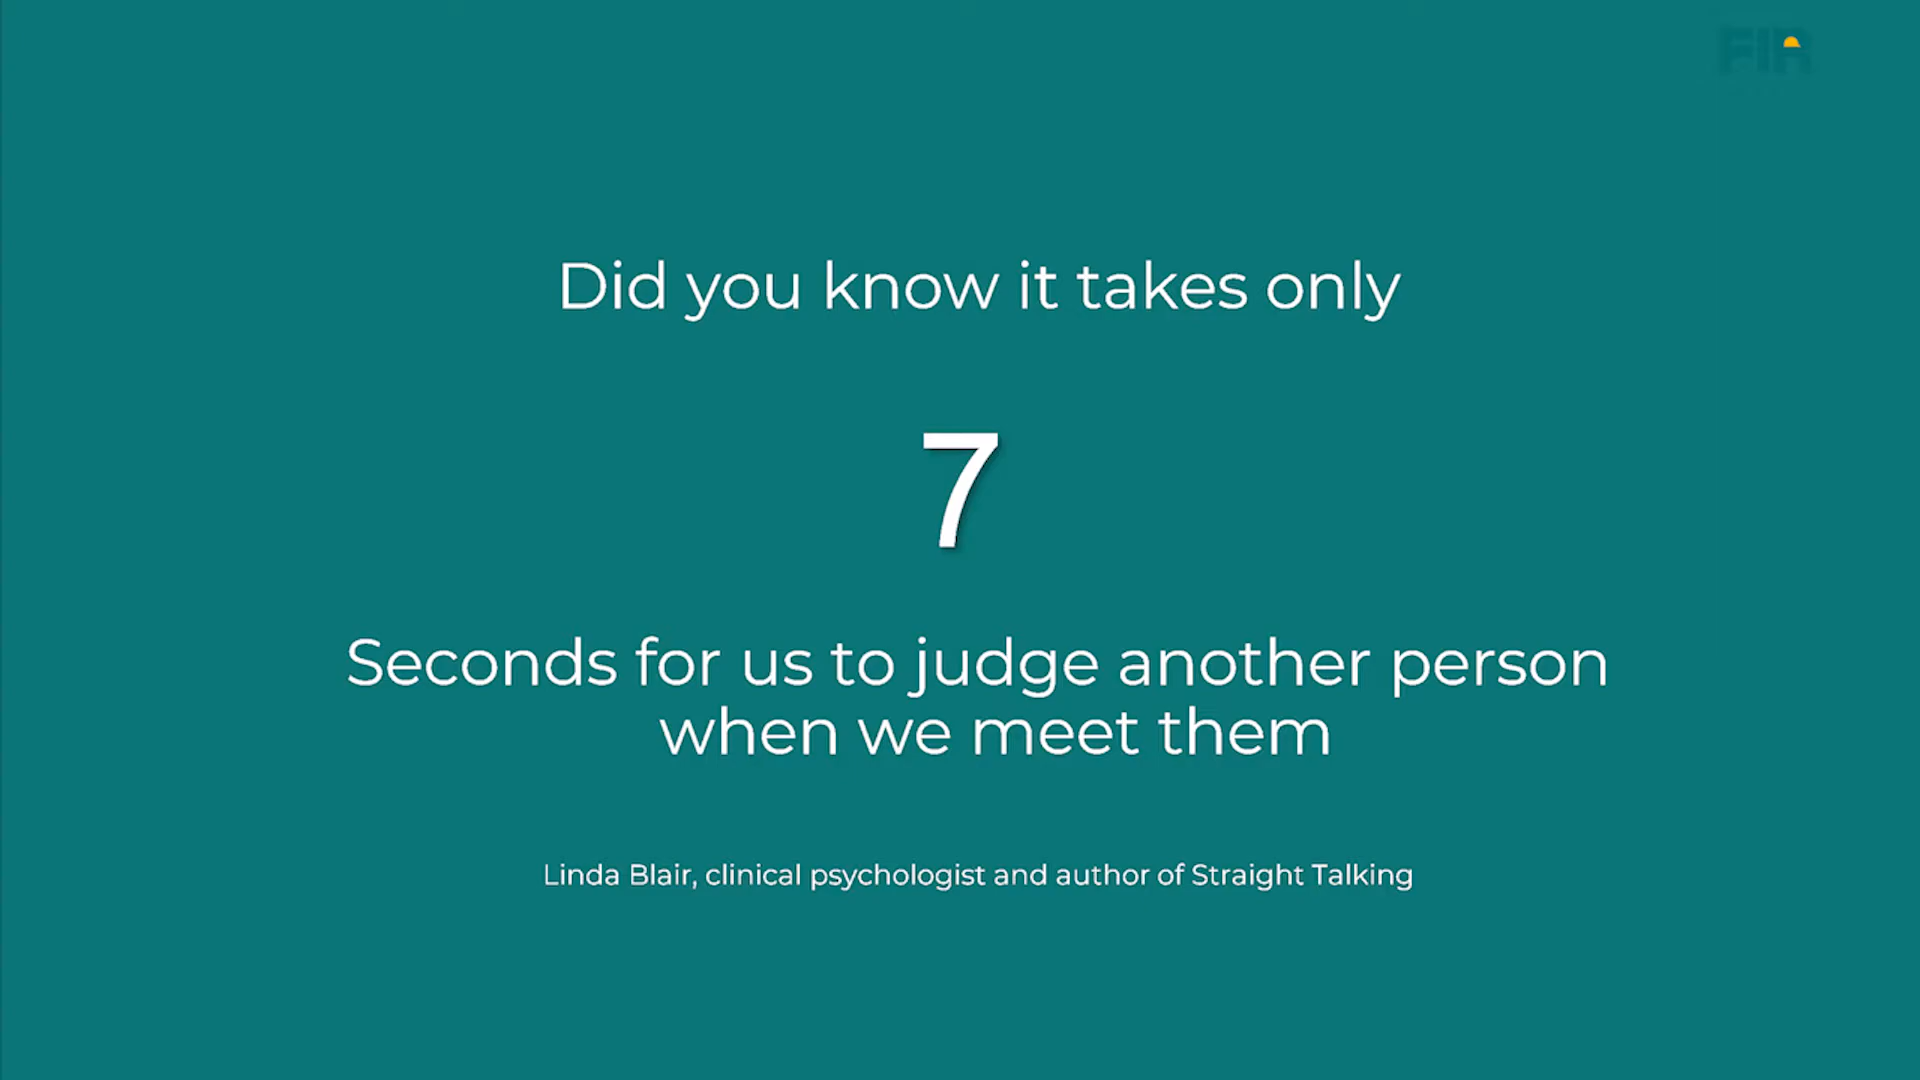 FIR
Did you know it takes only
7
Seconds for us to judge another person
when we meet them
Linda Blair, clinical psychologist and author of Straight Talking